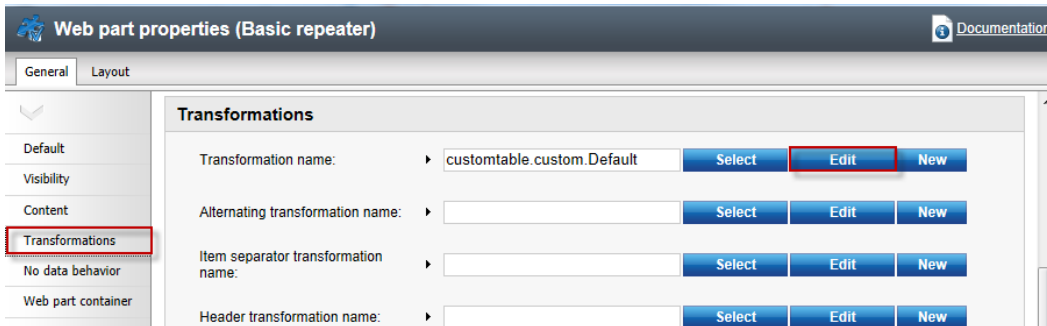 Web part properties (Basic repeater)
Documentation
General Layout
Transformations
Default
Transformation name: customtable.custom.Default Select Edit New
Visibility
Content
Alternating transformation name: Select Edit New
Transformations
Item separator transformation
name: Select Edit New
No data behavior
Web part container
Header transformation name: Select Edit New